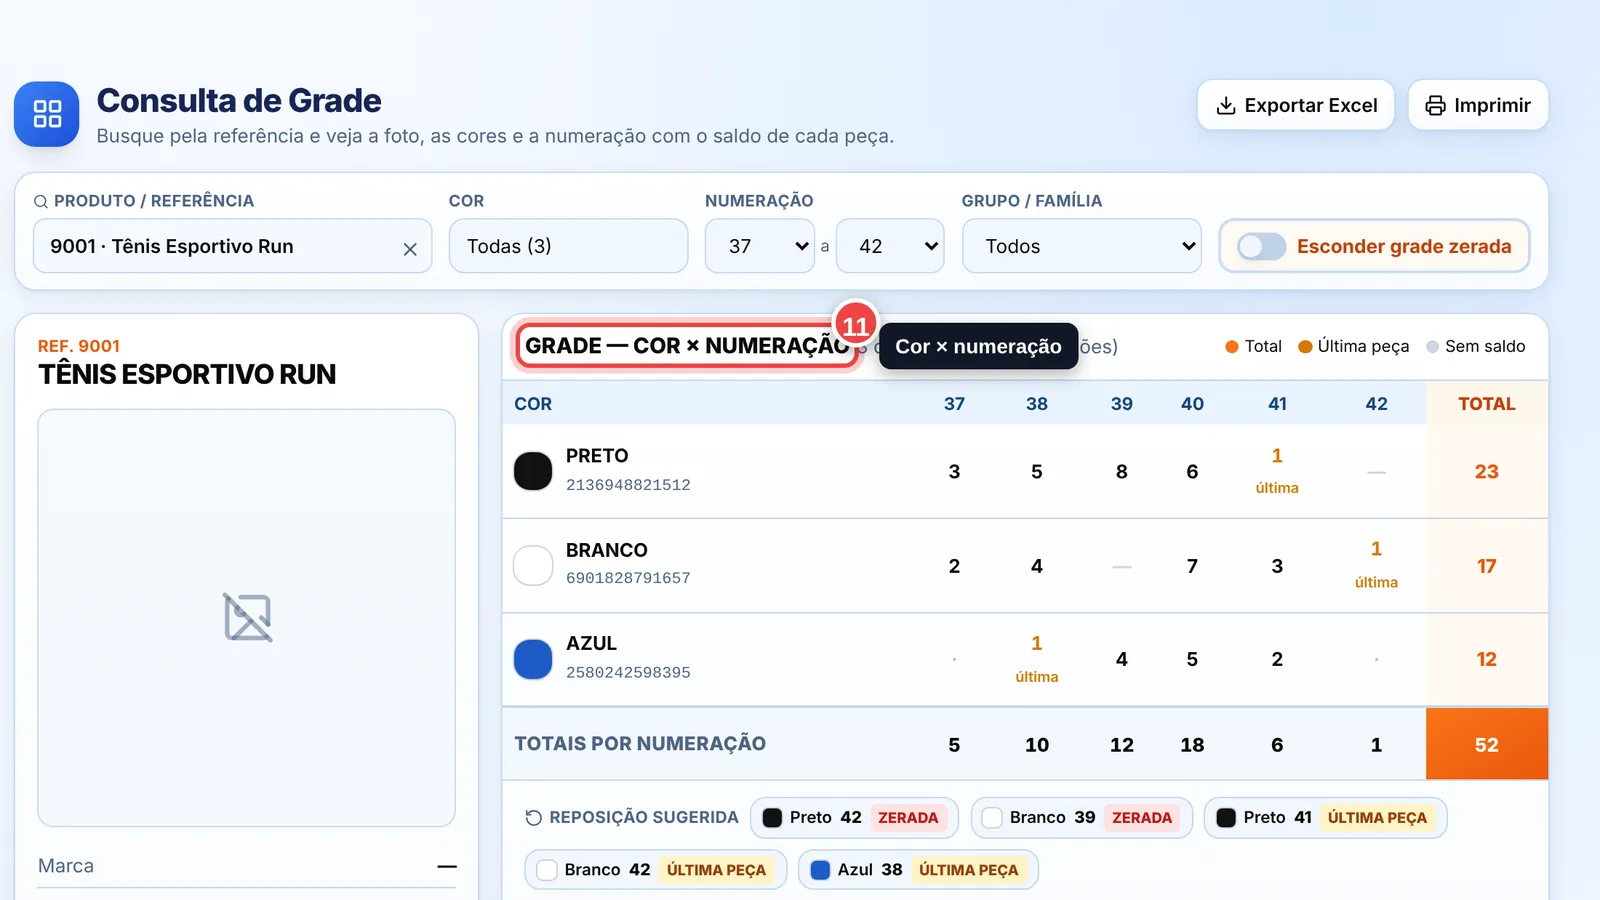 Consulta de Grade
Busque pela referência e veja a foto, as cores e a numeração com o saldo de cada peça.
Exportar Excel
Imprimir
PRODUTO / REFERÊNCIA
COR
NUMERAÇÃO
GRUPO / FAMÍLIA
9001 · Tênis Esportivo Run
Todas (3)
37 a 42
Todos
Esconder grade zerada
REF. 9001
TÊNIS ESPORTIVO RUN
Marca —
GRADE — COR × NUMERAÇÃO
11
Cor × numeração
ões)
Total
Última peça
Sem saldo
COR 37 38 39 40 41 42 TOTAL
PRETO
2136948821512
3 5 8 6 1 última — 23
BRANCO
6901828791657
2 4 — 7 3 1 última 17
AZUL
2580242598395
· 1 última 4 5 2 · 12
TOTAIS POR NUMERAÇÃO 5 10 12 18 6 1 52
REPOSIÇÃO SUGERIDA
Preto 42 ZERADA
Branco 39 ZERADA
Preto 41 ÚLTIMA PEÇA
Branco 42 ÚLTIMA PEÇA
Azul 38 ÚLTIMA PEÇA